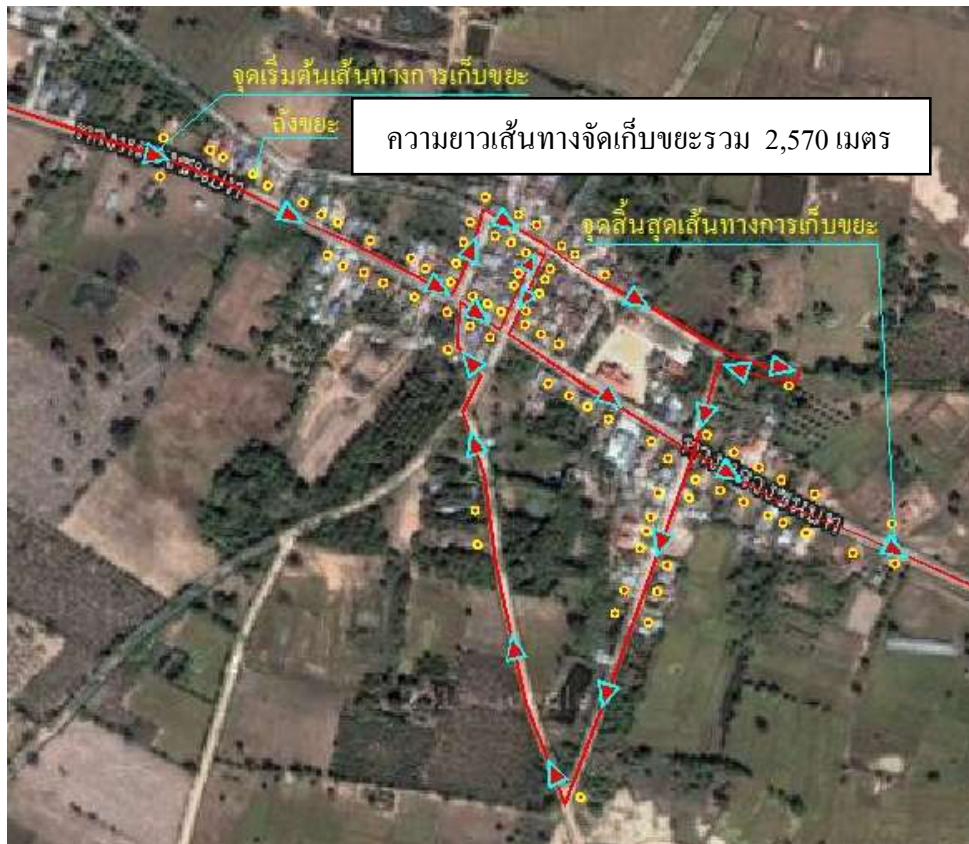 จุดเริ่มต้นเส้นทางการเก็บขยะ
ถังขยะ
ความยาวเส้นทางจัดเก็บขยะรวม 2,570 เมตร
จุดสิ้นสุดเส้นทางการเก็บขยะ